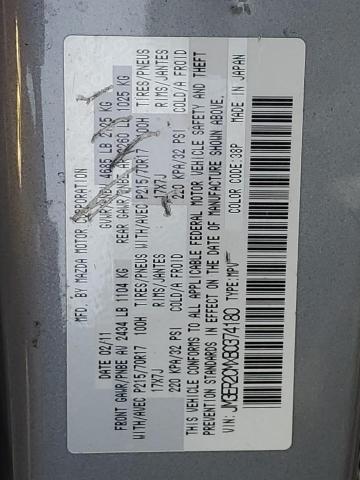 MFD. BY MAZDA MOTOR CORPORATION
DATE 02/11 GVWR/PNBV 4685 LB KG
FRONT GAWR/PNBE AV 2434 LB 1104 KG REAR GAWR/PNBE AR 2260 LB 1025 KG
WITH/AVEC P215/70R17 100H TIRES/PNEUS WITH/AVEC P215/70R17 100H TIRES/PNEUS
17X7J RIMS/JANTES 17X7J RIMS/JANTES
220 KPA/32 PSI COLD/A FROID 220 KPA/32 PSI COLD/A FROID
THIS VEHICLE CONFORMS TO ALL APPLICABLE FEDERAL MOTOR VEHICLE SAFETY AND THEFT
PREVENTION STANDARDS IN EFFECT ON THE DATE OF MANUFACTURE SHOWN ABOVE.
VIN: TYPE:MPV COLOR CODE:38P MADE IN JAPAN